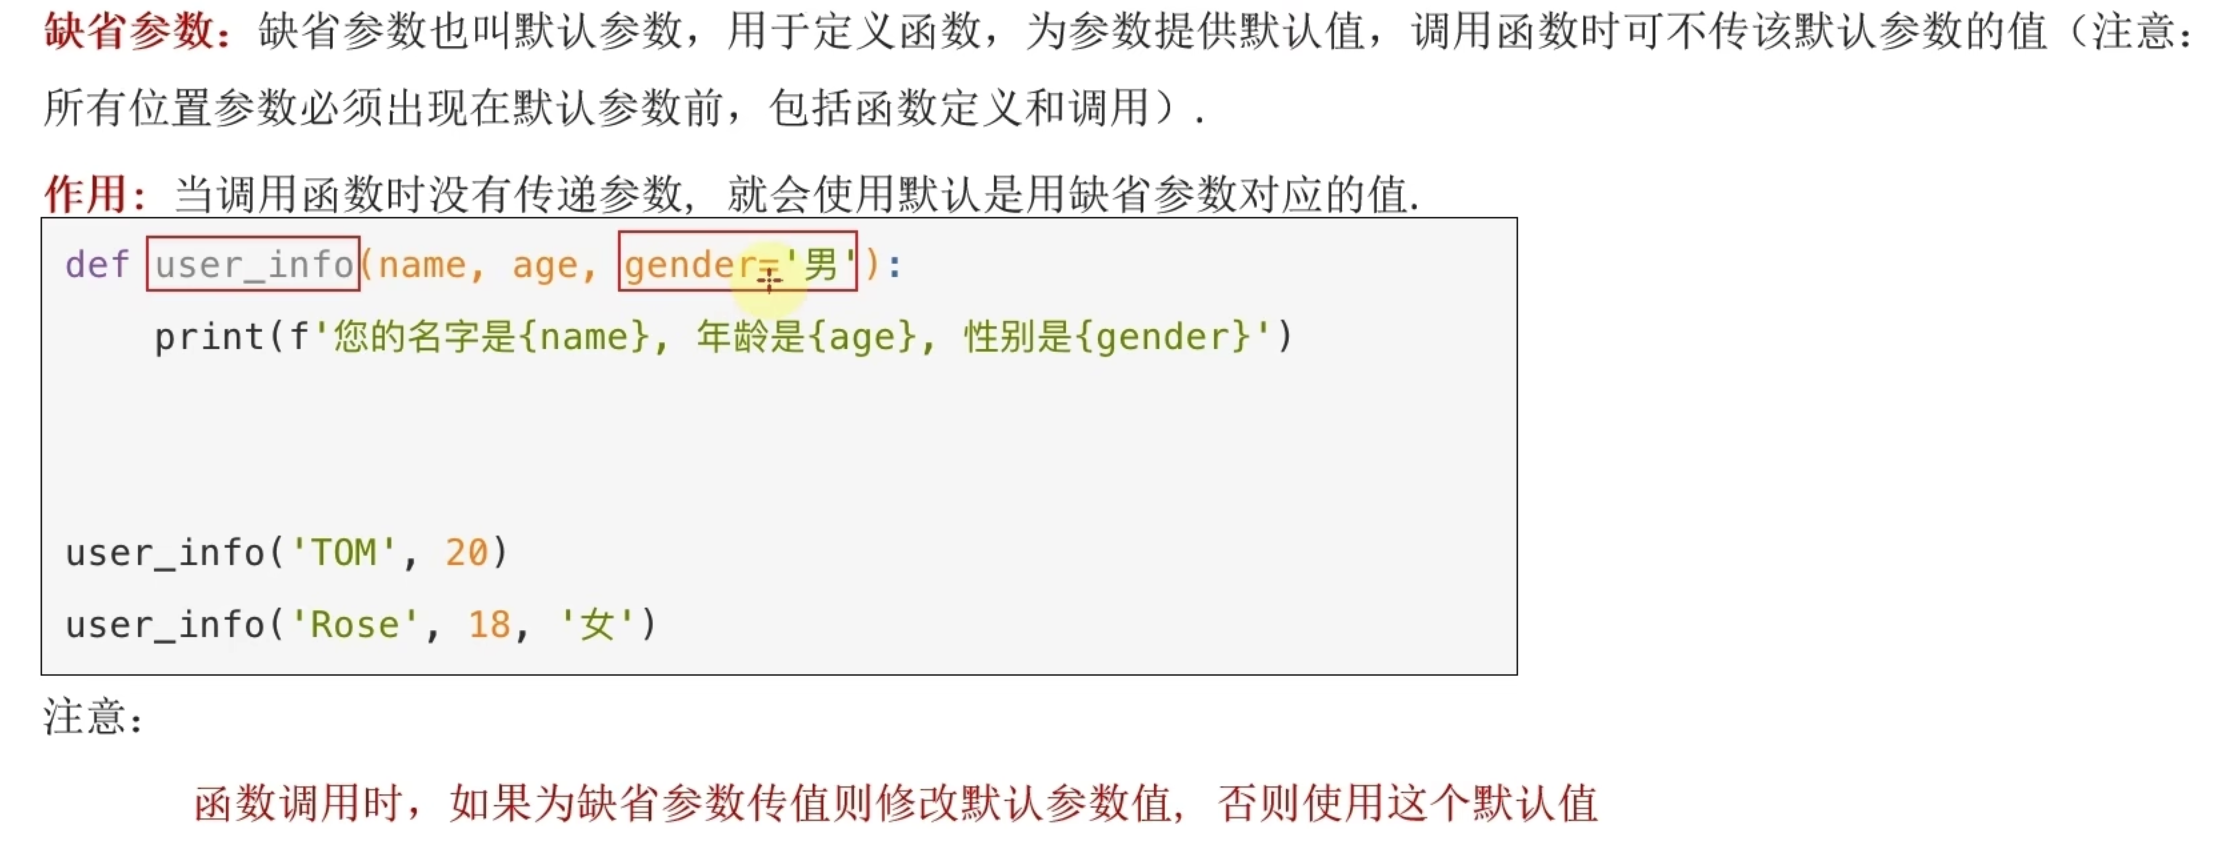 缺省参数：缺省参数也叫默认参数，用于定义函数，为参数提供默认值，调用函数时可不传该默认参数的值（注意：
所有位置参数必须出现在默认参数前，包括函数定义和调用）.
作用：当调用函数时没有传递参数, 就会使用默认是用缺省参数对应的值.
def user_info(name, age, gender='男'):
    print(f'您的名字是{name}, 年龄是{age}, 性别是{gender}')
user_info('TOM', 20)
user_info('Rose', 18, '女')
注意：
函数调用时，如果为缺省参数传值则修改默认参数值, 否则使用这个默认值